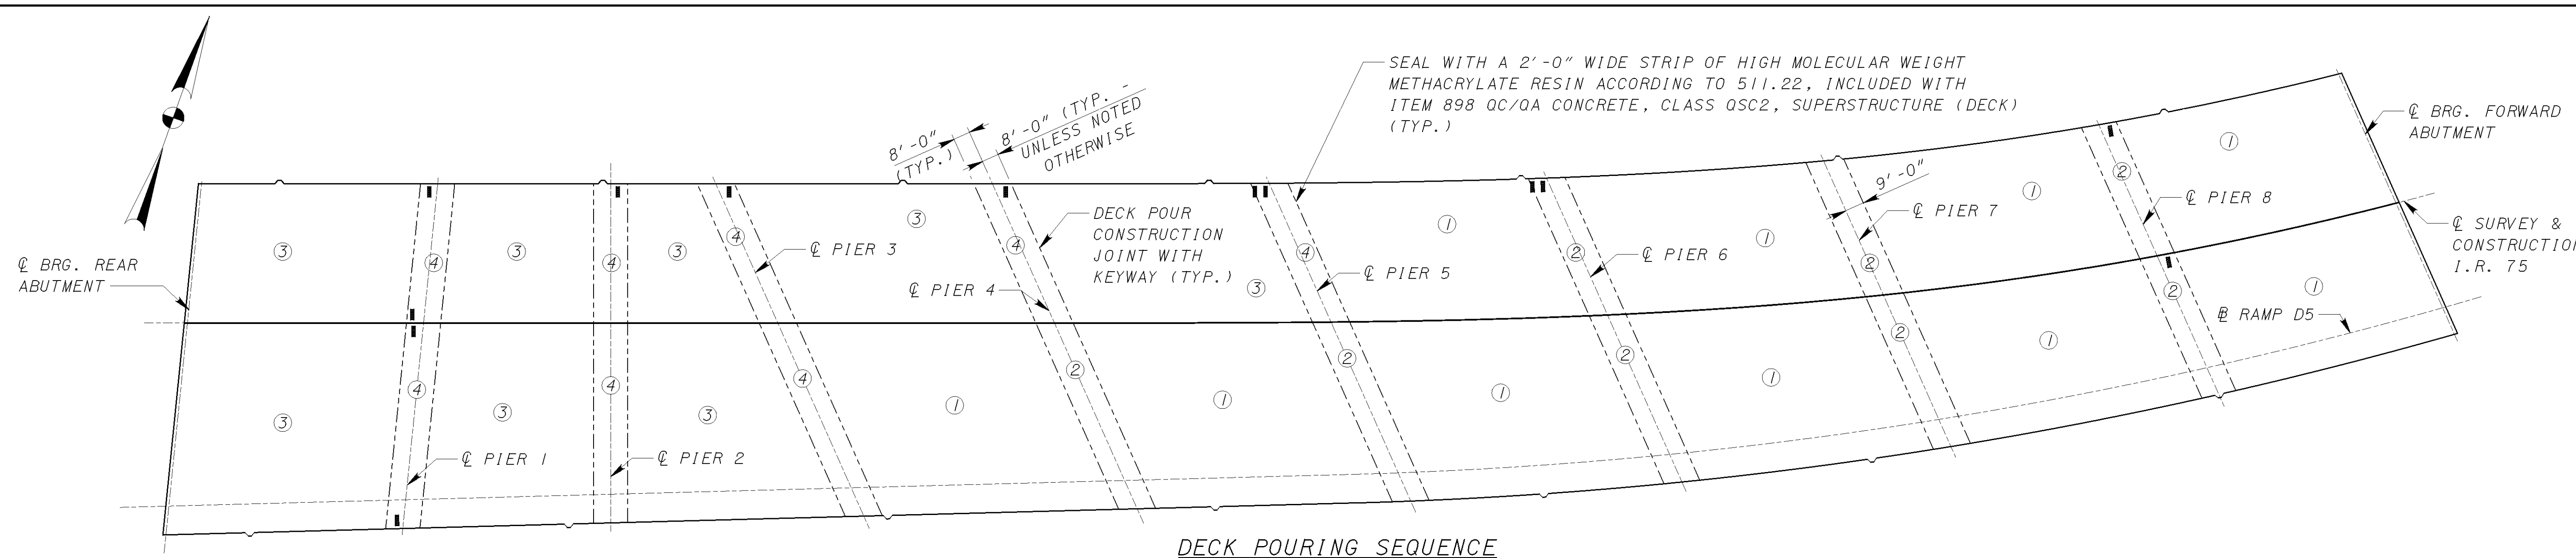 SEAL WITH A 2'-0" WIDE STRIP OF HIGH MOLECULAR WEIGHT
METHACRYLATE RESIN ACCORDING TO 511.22, INCLUDED WITH
ITEM 898 QC/QA CONCRETE, CLASS QSC2, SUPERSTRUCTURE (DECK)
(TYP.)
8'-0"
(TYP.)
8'-0" (TYP. -
UNLESS NOTED
OTHERWISE
℄ BRG. FORWARD
ABUTMENT
9'-0"
℄ PIER 7
℄ PIER 8
DECK POUR
CONSTRUCTION
JOINT WITH
KEYWAY (TYP.)
℄ PIER 3
℄ PIER 4
℄ PIER 5
℄ PIER 6
℄ SURVEY &
CONSTRUCTION
I.R. 75
℄ BRG. REAR
ABUTMENT
3
4
3
4
3
4
3
4
3
4
1
2
1
2
1
2
1
3
4
3
4
3
4
1
2
1
2
1
2
1
2
1
2
1
B RAMP D5
℄ PIER 1
℄ PIER 2
DECK POURING SEQUENCE